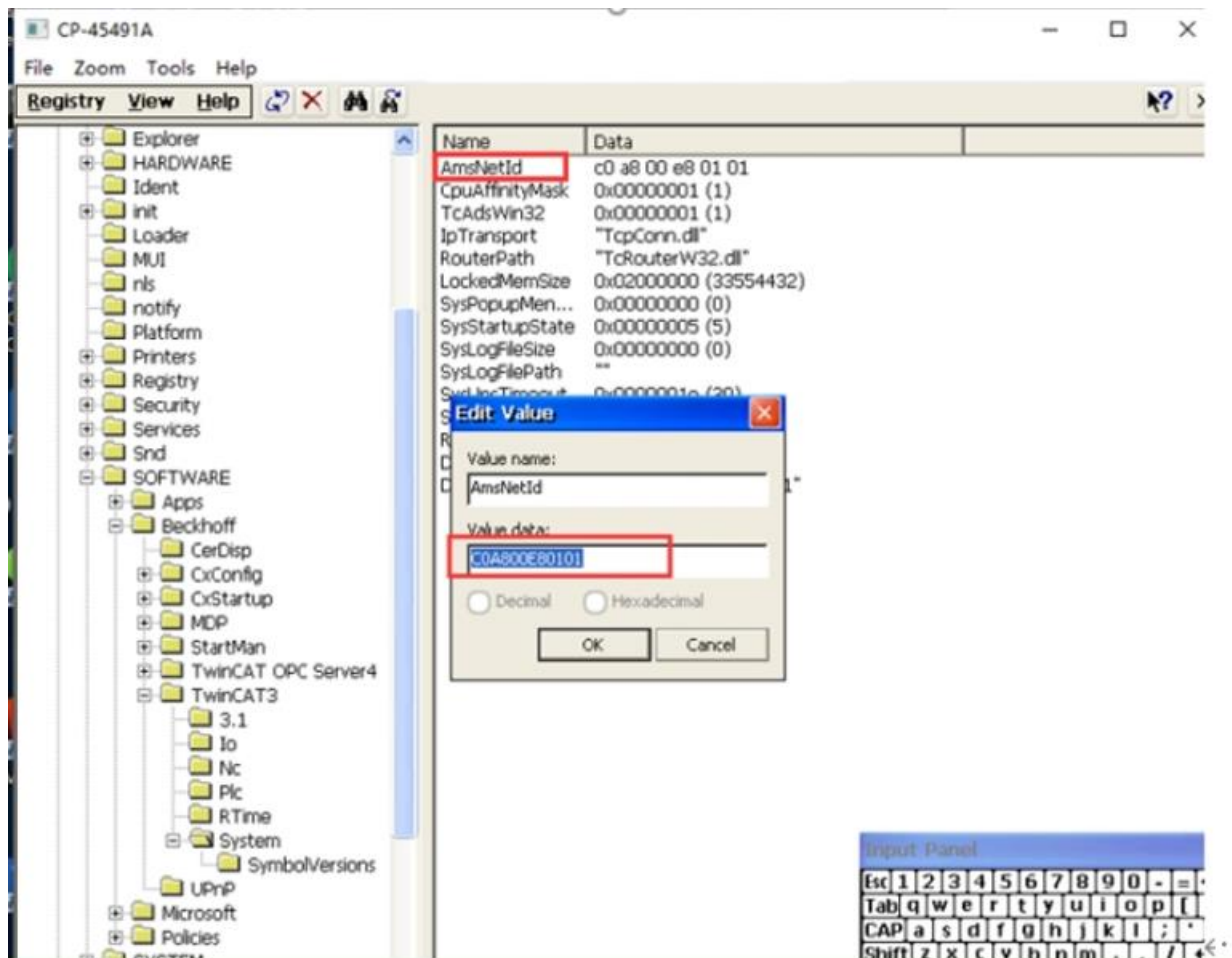 CP-45491A
File Zoom Tools Help
Registry View Help
Explorer
HARDWARE
Ident
init
Loader
MUI
nls
notify
Platform
Printers
Registry
Security
Services
Snd
SOFTWARE
Apps
Beckhoff
CerDisp
CxConfig
CxStartup
MDP
StartMan
TwinCAT OPC Server4
TwinCAT3
3.1
Io
Nc
Plc
RTime
System
SymbolVersions
UPnP
Microsoft
Policies
Name Data
AmsNetId c0 a8 00 e8 01 01
CpuAffinityMask 0x00000001 (1)
TcAdsWin32 0x00000001 (1)
IpTransport "TcpConn.dll"
RouterPath "TcRouterW32.dll"
LockedMemSize 0x02000000 (33554432)
SysPopupMen... 0x00000000 (0)
SysStartupState 0x00000005 (5)
SysLogFileSize 0x00000000 (0)
SysLogFilePath ""
Edit Value
Value name:
AmsNetId
Value data:
C0A800E80101
Decimal Hexadecimal
OK Cancel
Input Panel
Esc 1 2 3 4 5 6 7 8 9 0 - =
Tab q w e r t y u i o p [
CAP a s d f g h j k l ; '
Shift z x c v b n m , . /